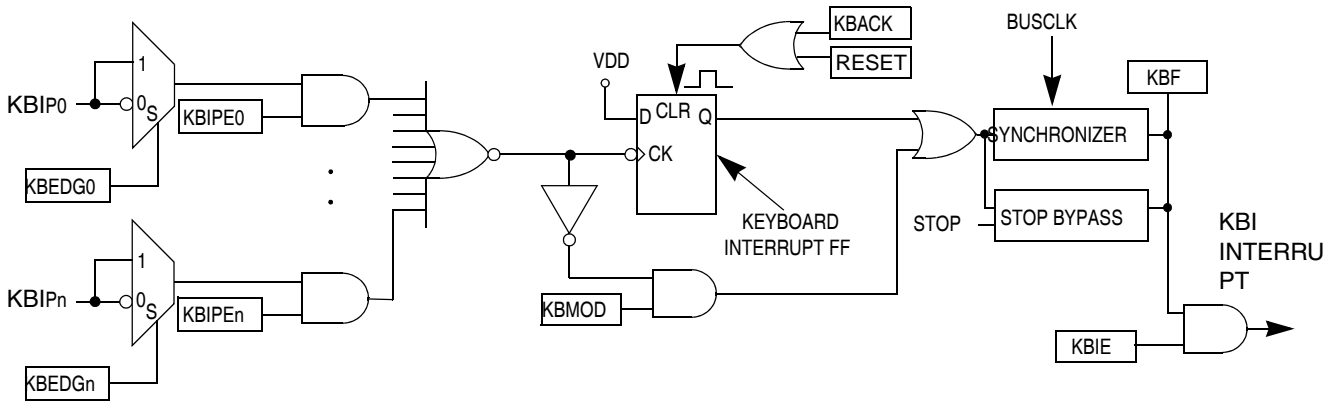 KBACK
RESET
BUSCLK
VDD
KBF
1
KBIP0
0
S
KBIPE0
D CLR Q
CK
SYNCHRONIZER
KBEDG0
KEYBOARD
INTERRUPT FF
STOP
STOP BYPASS
KBI
INTERRU
PT
1
KBIPn
0
S
KBIPEn
KBMOD
KBIE
KBEDGn